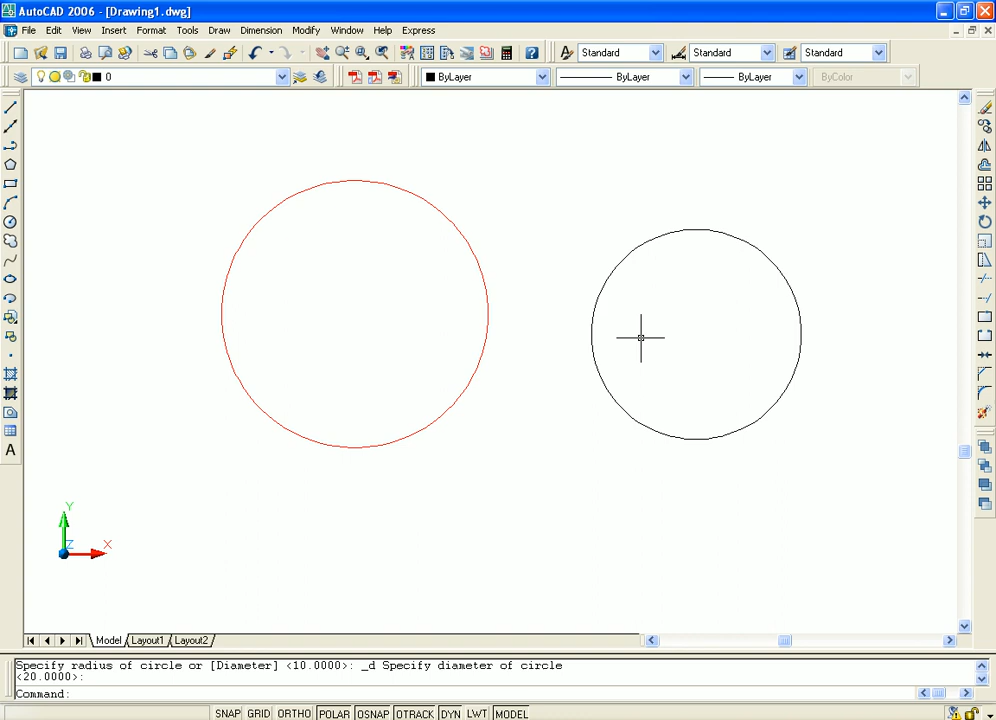 AutoCAD 2006 - [Drawing1.dwg]
File Edit View Insert Format Tools Draw Dimension Modify Window Help Express
Standard Standard Standard
0 ByLayer ByLayer ByLayer ByColor
A
Y
Z X
Model Layout1 Layout2
Specify radius of circle or [Diameter] <10.0000>: _d Specify diameter of circle
<20.0000>:
Command:
SNAP GRID ORTHO POLAR OSNAP OTRACK DYN LWT MODEL